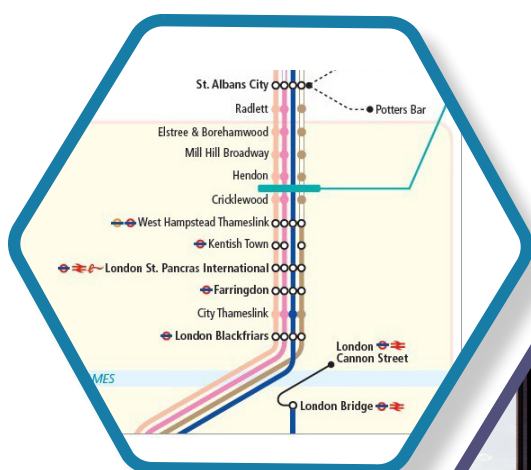 St. Albans City
Radlett
Potters Bar
Elstree & Borehamwood
Mill Hill Broadway
Hendon
Cricklewood
West Hampstead Thameslink
Kentish Town
London St. Pancras International
Farringdon
City Thameslink
London Blackfriars
London
Cannon Street
MES
London Bridge